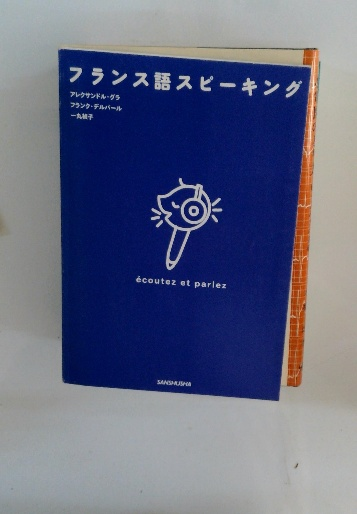 フランス語スピーキング
アレクサンドル・グラ
フランク・デルバール
一丸禎子
écoutez et parlez
SANSHUSHA